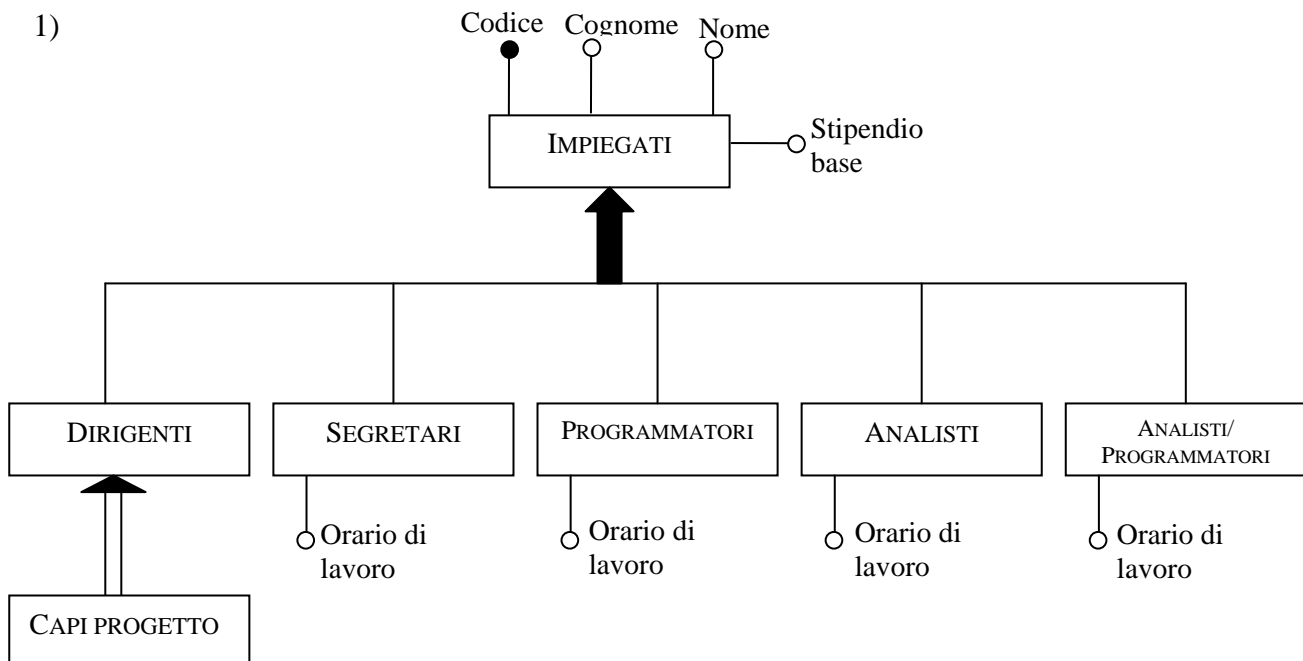 1)
Codice
Cognome
Nome
IMPIEGATI
Stipendio
base
DIRIGENTI
SEGRETARI
PROGRAMMATORI
ANALISTI
ANALISTI/
PROGRAMMATORI
Orario di
lavoro
Orario di
lavoro
Orario di
lavoro
Orario di
lavoro
CAPI PROGETTO